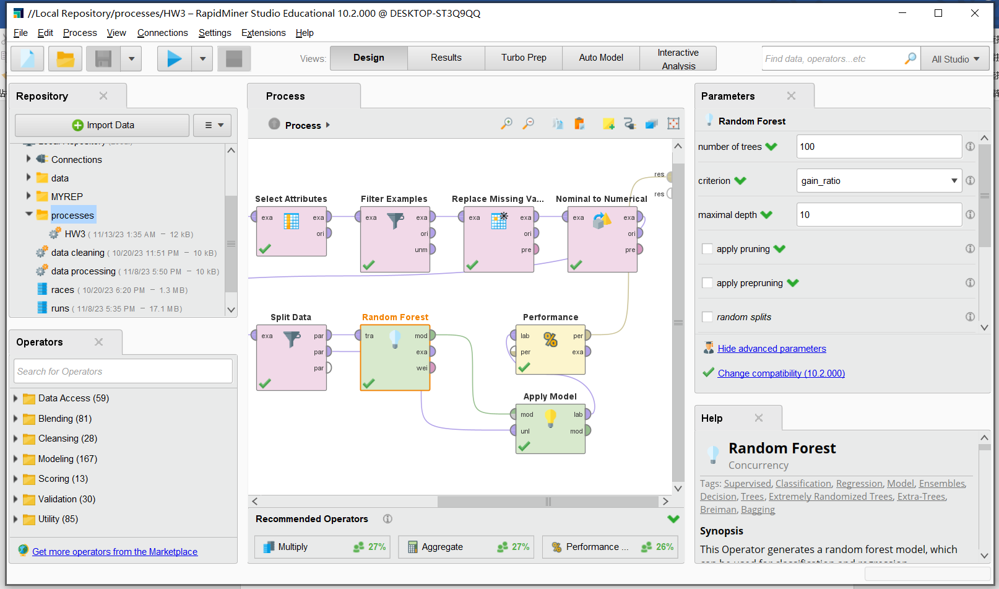 //Local Repository/processes/HW3 – RapidMiner Studio Educational 10.2.000 @ DESKTOP-ST3Q9QQ
File Edit Process View Connections Settings Extensions Help
Views: Design Results Turbo Prep Auto Model Interactive Analysis
Find data, operators...etc All Studio
Repository
Import Data
Local Repository (Local)
Connections
data
MYREP
processes
HW3 ( 11/13/23 1:35 AM – 12 kB)
data cleaning ( 10/20/23 11:51 PM – 10 kB)
data processing ( 11/8/23 5:50 PM – 10 kB)
races ( 10/20/23 6:20 PM – 1.3 MB)
runs ( 11/8/23 5:35 PM – 17.1 MB)
Operators
Search for Operators
Data Access (59)
Blending (81)
Cleansing (28)
Modeling (167)
Scoring (13)
Validation (30)
Utility (85)
Get more operators from the Marketplace
Process
Process
res
res
Select Attributes
exa exa
ori
Filter Examples
exa exa
ori
unm
Replace Missing Va...
exa exa
ori
pre
Nominal to Numerical
exa exa
ori
pre
Split Data
exa par
par
par
Random Forest
tra mod
exa
wei
Performance
lab per
per exa
Apply Model
mod lab
unl mod
Recommended Operators
Multiply 27%
Aggregate 27%
Performance ... 26%
Parameters
Random Forest
number of trees 100
criterion gain_ratio
maximal depth 10
apply pruning
apply prepruning
random splits
Hide advanced parameters
Change compatibility (10.2.000)
Help
Random Forest
Concurrency
Tags: Supervised, Classification, Regression, Model, Ensembles,
Decision, Trees, Extremely Randomized Trees, Extra-Trees,
Breiman, Bagging
Synopsis
This Operator generates a random forest model, which
can be used for classification and regression.